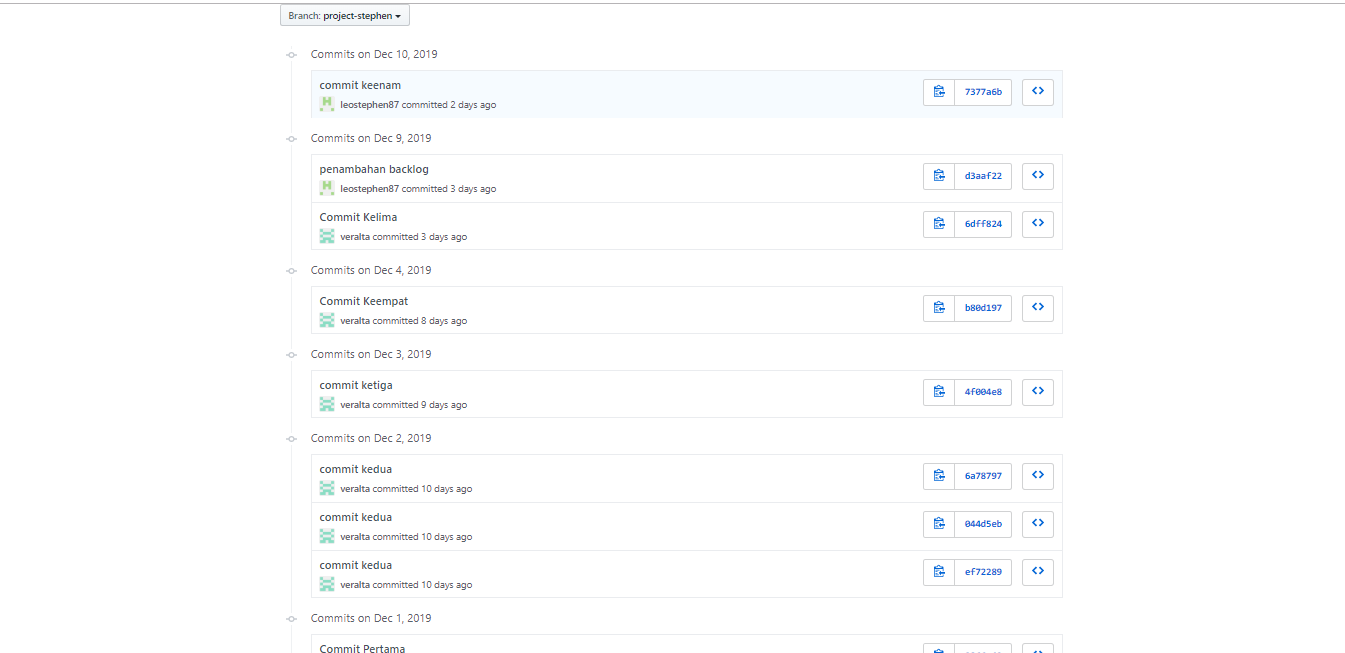 Branch: project-stephen
Commits on Dec 10, 2019
commit keenam
7377a6b
leostephen87 committed 2 days ago
Commits on Dec 9, 2019
penambahan backlog
d3aaf22
leostephen87 committed 3 days ago
Commit Kelima
6dff824
veralta committed 3 days ago
Commits on Dec 4, 2019
Commit Keempat
b80d197
veralta committed 8 days ago
Commits on Dec 3, 2019
commit ketiga
4f004e8
veralta committed 9 days ago
Commits on Dec 2, 2019
commit kedua
6a78797
veralta committed 10 days ago
commit kedua
044d5eb
veralta committed 10 days ago
commit kedua
ef72289
veralta committed 10 days ago
Commits on Dec 1, 2019
Commit Pertama